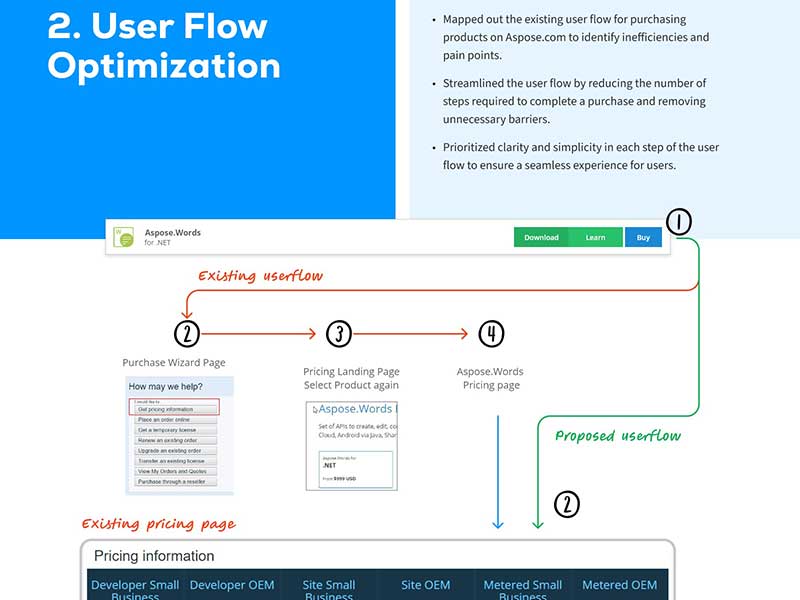 2. User Flow
Optimization
• Mapped out the existing user flow for purchasing
products on Aspose.com to identify inefficiencies and
pain points.
• Streamlined the user flow by reducing the number of
steps required to complete a purchase and removing
unnecessary barriers.
• Prioritized clarity and simplicity in each step of the user
flow to ensure a seamless experience for users.
W
Aspose.Words
for .NET
Download
Learn
Buy
1
Existing userflow
2
3
4
Purchase Wizard Page
Pricing Landing Page
Select Product again
Aspose.Words
Pricing page
How may we help?
I would like to...
Get pricing information
Place an order online
Get a temporary license
Renew an existing order
Upgrade an existing order
Transfer an existing license
View My Orders and Quotes
Purchase through a reseller
Aspose.Words
Set of APIs to create, edit, co
Cloud, Android via Java, Shar
Aspose.Words for
.NET
From $999 USD
Proposed userflow
2
Existing pricing page
Pricing information
Developer Small
Business
Developer OEM
Site Small
Business
Site OEM
Metered Small
Business
Metered OEM